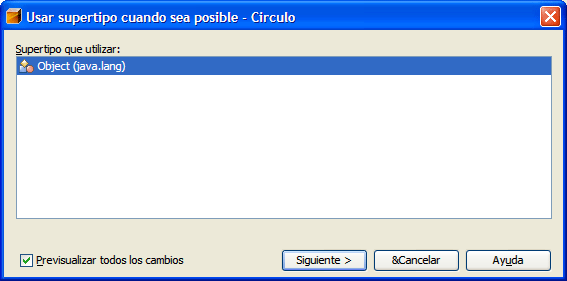 Usar supertipo cuando sea posible - Circulo
Supertipo que utilizar:
Object (java.lang)
Previsualizar todos los cambios
Siguiente >
&Cancelar
Ayuda